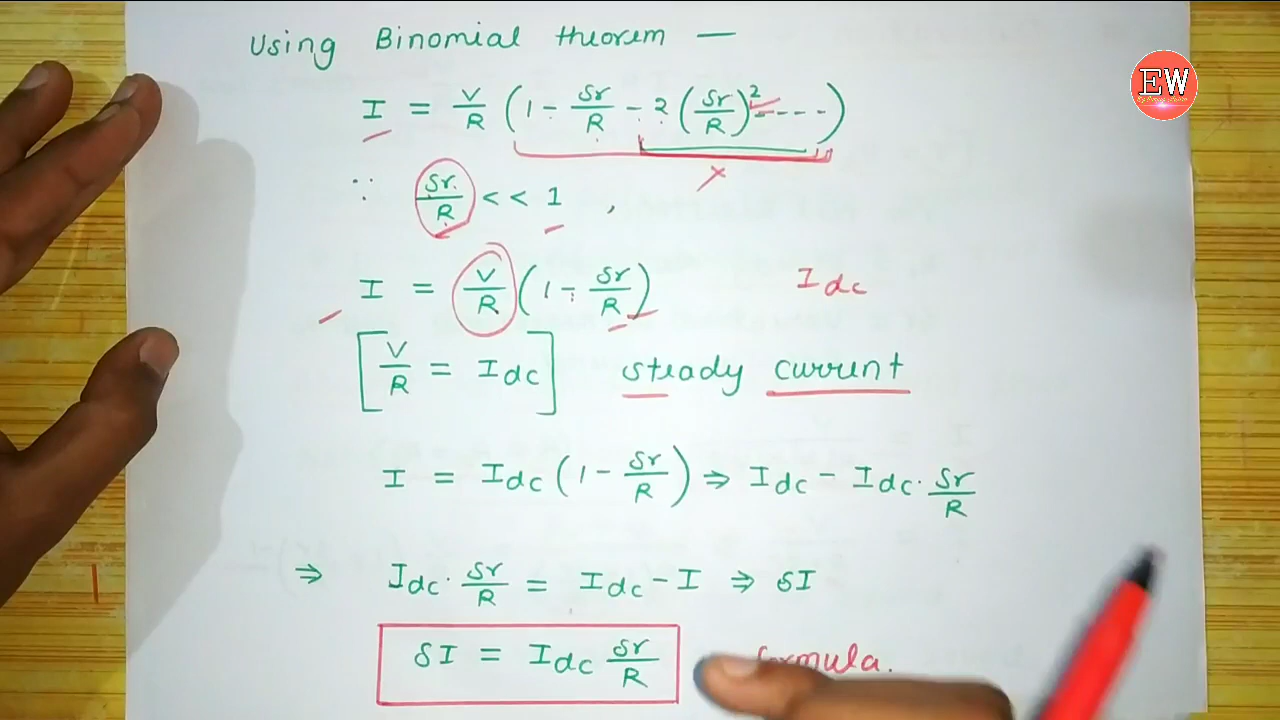 Using Binomial theorem —
EW
I = V/R (1 - δr/R - 2 (δr/R)² - - - -)
∵ δr/R << 1 ,
I = V/R (1 - δr/R)
Idc
[V/R = Idc] steady current
I = Idc (1 - δr/R) ⇒ Idc - Idc · δr/R
⇒ Idc · δr/R = Idc - I ⇒ δI
δI = Idc δr/R formula.